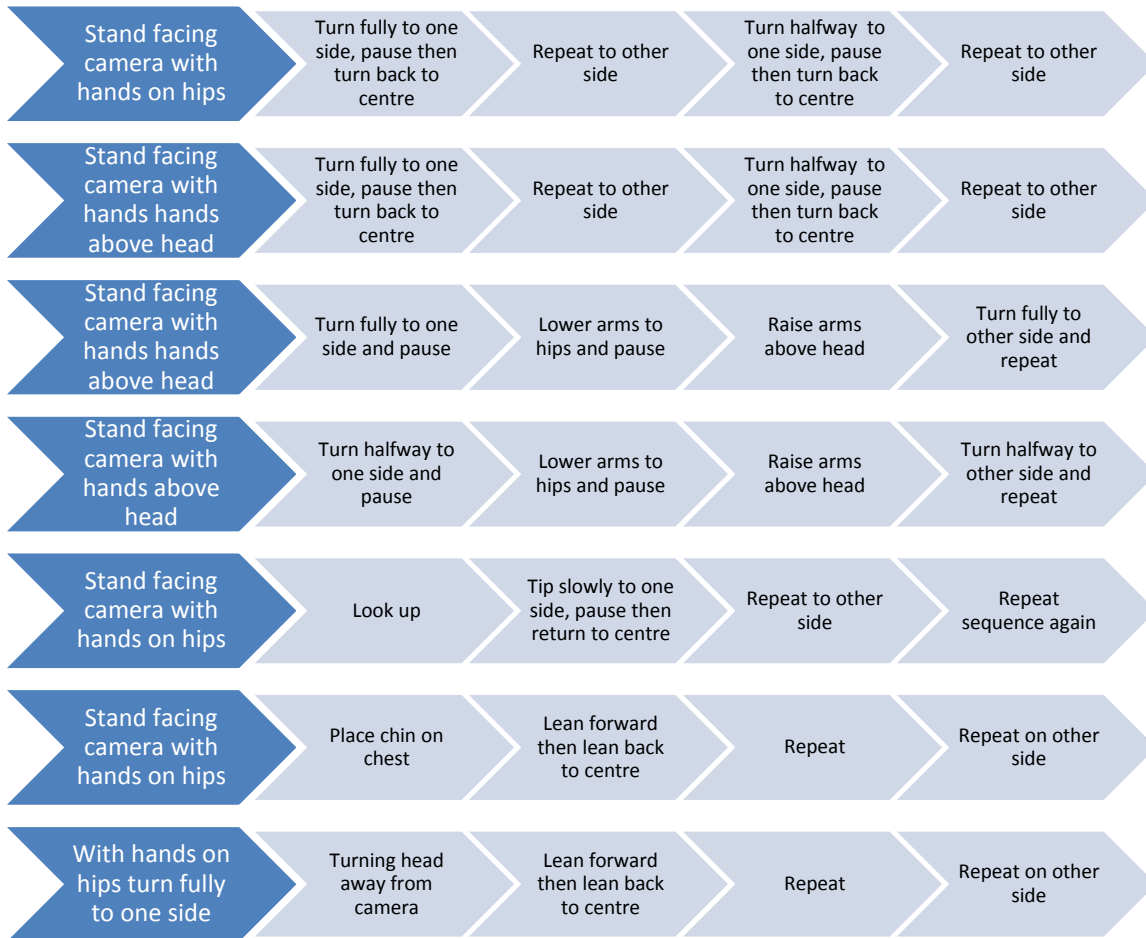 Stand facing
camera with
hands on hips
Turn fully to one
side, pause then
turn back to
centre
Repeat to other
side
Turn halfway to
one side, pause
then turn back
to centre
Repeat to other
side
Stand facing
camera with
hands hands
above head
Turn fully to one
side, pause then
turn back to
centre
Repeat to other
side
Turn halfway to
one side, pause
then turn back
to centre
Repeat to other
side
Stand facing
camera with
hands hands
above head
Turn fully to one
side and pause
Lower arms to
hips and pause
Raise arms
above head
Turn fully to
other side and
repeat
Stand facing
camera with
hands above
head
Turn halfway to
one side and
pause
Lower arms to
hips and pause
Raise arms
above head
Turn halfway to
other side and
repeat
Stand facing
camera with
hands on hips
Look up
Tip slowly to one
side, pause then
return to centre
Repeat to other
side
Repeat
sequence again
Stand facing
camera with
hands on hips
Place chin on
chest
Lean forward
then lean back
to centre
Repeat
Repeat on other
side
With hands on
hips turn fully
to one side
Turning head
away from
camera
Lean forward
then lean back
to centre
Repeat
Repeat on other
side